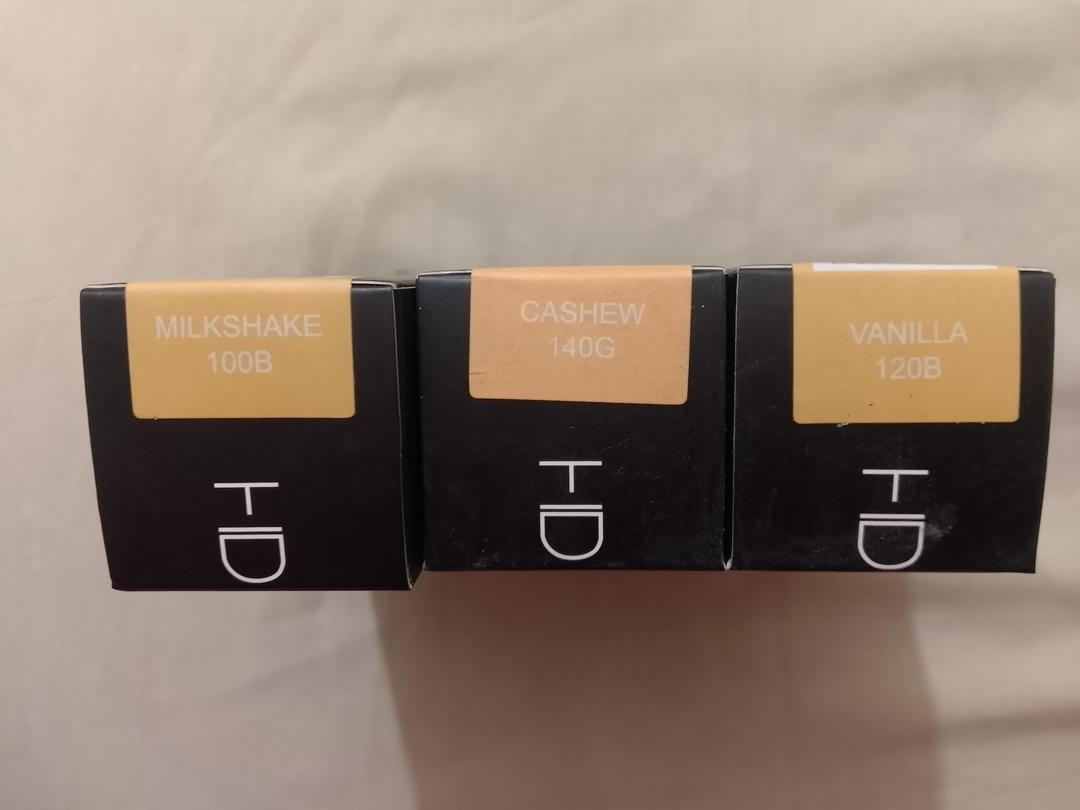 MILKSHAKE
100B
HD
CASHEW
140G
HD
VANILLA
120B
HD